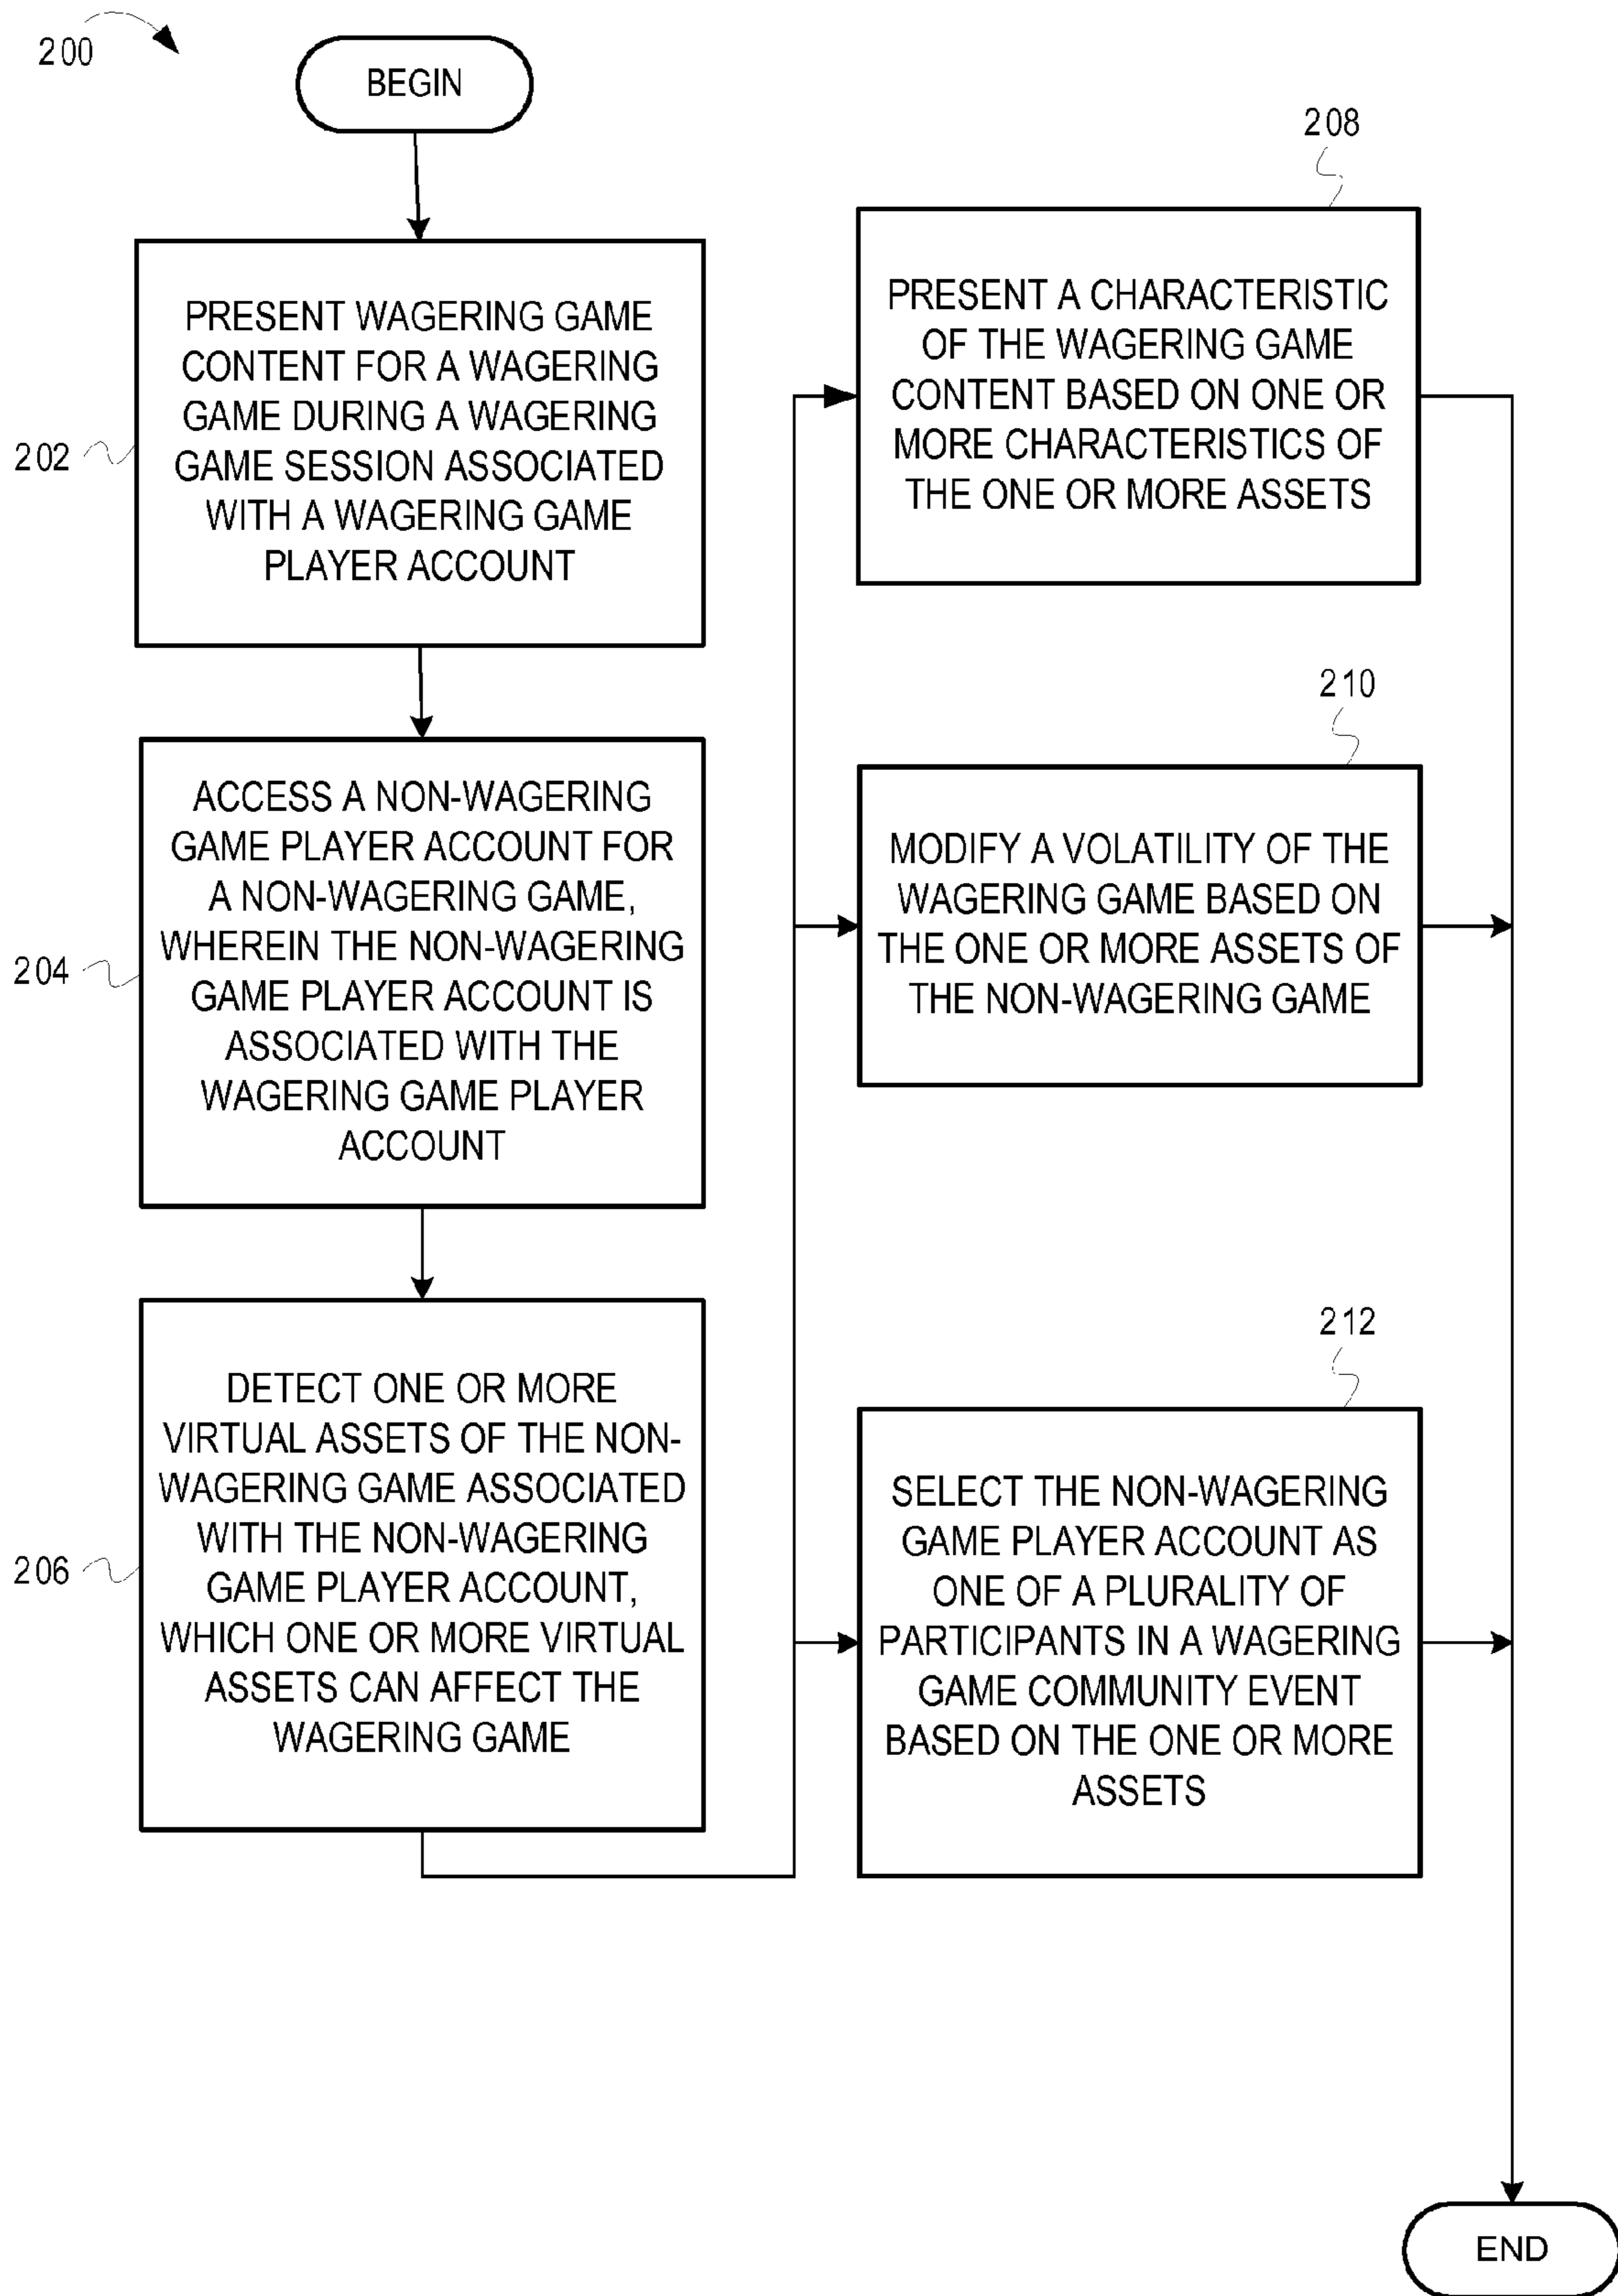 200
BEGIN
202
PRESENT WAGERING GAME
CONTENT FOR A WAGERING
GAME DURING A WAGERING
GAME SESSION ASSOCIATED
WITH A WAGERING GAME
PLAYER ACCOUNT
204
ACCESS A NON-WAGERING
GAME PLAYER ACCOUNT FOR
A NON-WAGERING GAME,
WHEREIN THE NON-WAGERING
GAME PLAYER ACCOUNT IS
ASSOCIATED WITH THE
WAGERING GAME PLAYER
ACCOUNT
206
DETECT ONE OR MORE
VIRTUAL ASSETS OF THE NON-
WAGERING GAME ASSOCIATED
WITH THE NON-WAGERING
GAME PLAYER ACCOUNT,
WHICH ONE OR MORE VIRTUAL
ASSETS CAN AFFECT THE
WAGERING GAME
208
PRESENT A CHARACTERISTIC
OF THE WAGERING GAME
CONTENT BASED ON ONE OR
MORE CHARACTERISTICS OF
THE ONE OR MORE ASSETS
210
MODIFY A VOLATILITY OF THE
WAGERING GAME BASED ON
THE ONE OR MORE ASSETS OF
THE NON-WAGERING GAME
212
SELECT THE NON-WAGERING
GAME PLAYER ACCOUNT AS
ONE OF A PLURALITY OF
PARTICIPANTS IN A WAGERING
GAME COMMUNITY EVENT
BASED ON THE ONE OR MORE
ASSETS
END